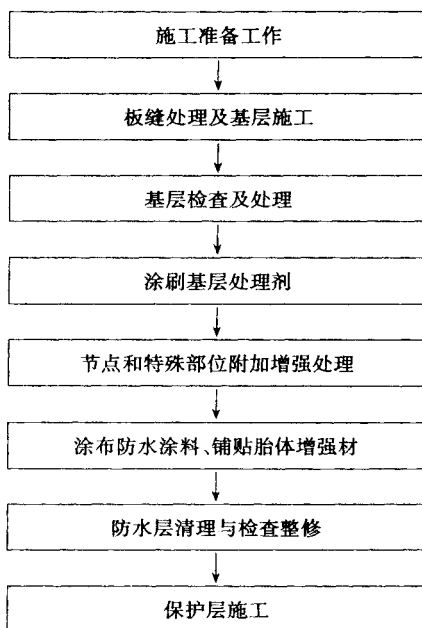 施工准备工作
板缝处理及基层施工
基层检查及处理
涂刷基层处理剂
节点和特殊部位附加增强处理
涂布防水涂料、铺贴胎体增强材
防水层清理与检查整修
保护层施工